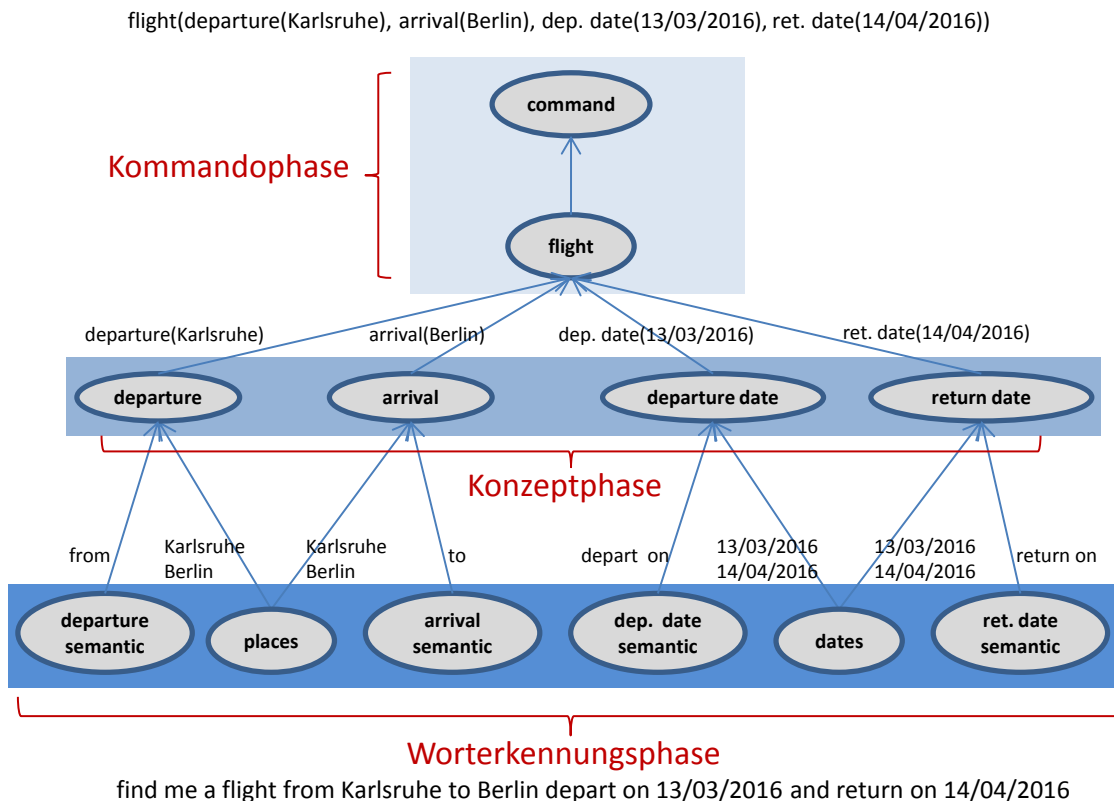 flight(departure(Karlsruhe), arrival(Berlin), dep. date(13/03/2016), ret. date(14/04/2016))
command
Kommandophase
flight
departure(Karlsruhe)
arrival(Berlin)
dep. date(13/03/2016)
ret. date(14/04/2016)
departure
arrival
departure date
return date
Konzeptphase
from
Karlsruhe
Berlin
Karlsruhe
Berlin
to
depart on
13/03/2016
14/04/2016
13/03/2016
14/04/2016
return on
departure
semantic
places
arrival
semantic
dep. date
semantic
dates
ret. date
semantic
Worterkennungsphase
find me a flight from Karlsruhe to Berlin depart on 13/03/2016 and return on 14/04/2016